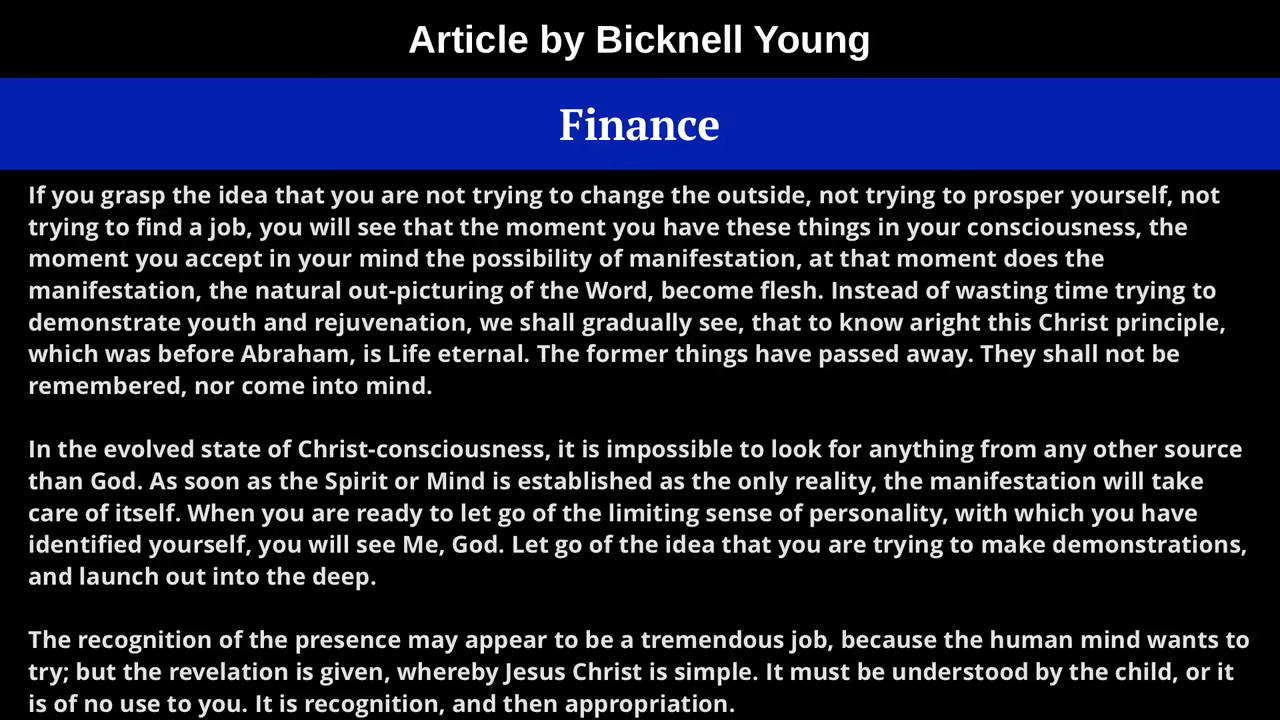 Article by Bicknell Young
Finance
If you grasp the idea that you are not trying to change the outside, not trying to prosper yourself, not
trying to find a job, you will see that the moment you have these things in your consciousness, the
moment you accept in your mind the possibility of manifestation, at that moment does the
manifestation, the natural out-picturing of the Word, become flesh. Instead of wasting time trying to
demonstrate youth and rejuvenation, we shall gradually see, that to know aright this Christ principle,
which was before Abraham, is Life eternal. The former things have passed away. They shall not be
remembered, nor come into mind.
In the evolved state of Christ-consciousness, it is impossible to look for anything from any other source
than God. As soon as the Spirit or Mind is established as the only reality, the manifestation will take
care of itself. When you are ready to let go of the limiting sense of personality, with which you have
identified yourself, you will see Me, God. Let go of the idea that you are trying to make demonstrations,
and launch out into the deep.
The recognition of the presence may appear to be a tremendous job, because the human mind wants to
try; but the revelation is given, whereby Jesus Christ is simple. It must be understood by the child, or it
is of no use to you. It is recognition, and then appropriation.